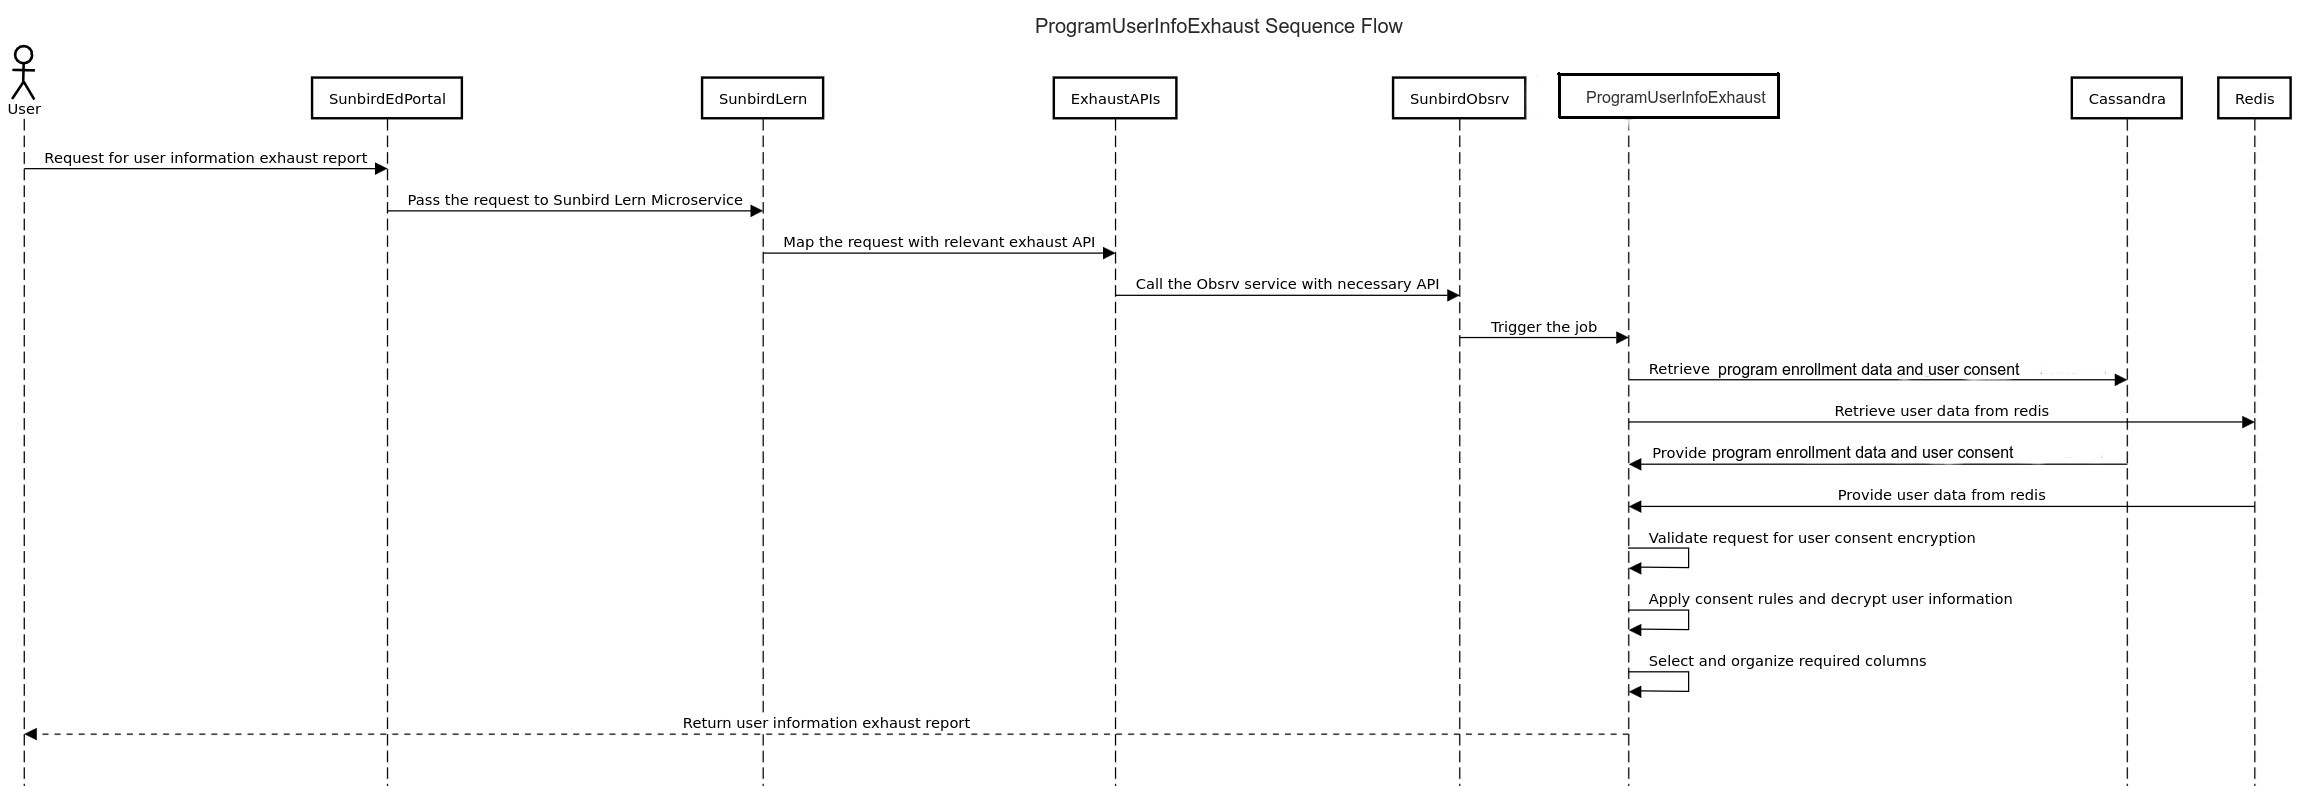 ProgramUserInfoExhaust Sequence Flow
User
SunbirdEdPortal
SunbirdLern
ExhaustAPIs
SunbirdObsrv
ProgramUserInfoExhaust
Cassandra
Redis
Request for user information exhaust report
Pass the request to Sunbird Lern Microservice
Map the request with relevant exhaust API
Call the Obsrv service with necessary API
Trigger the job
Retrieve program enrollment data and user consent
Retrieve user data from redis
Provide program enrollment data and user consent
Provide user data from redis
Validate request for user consent encryption
Apply consent rules and decrypt user information
Select and organize required columns
Return user information exhaust report